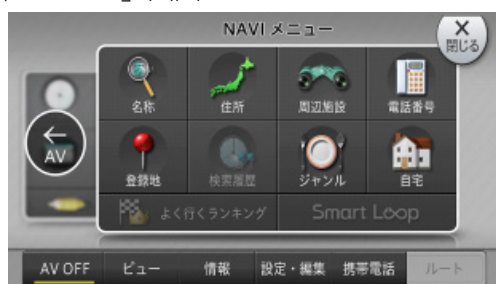 NAVI メニュー
×
閉じる
名称 住所 周辺施設 電話番号
AV
登録地 検索履歴 ジャンル 自宅
よく行くランキング Smart Loop
AV OFF ビュー 情報 設定・編集 携帯電話 ルート